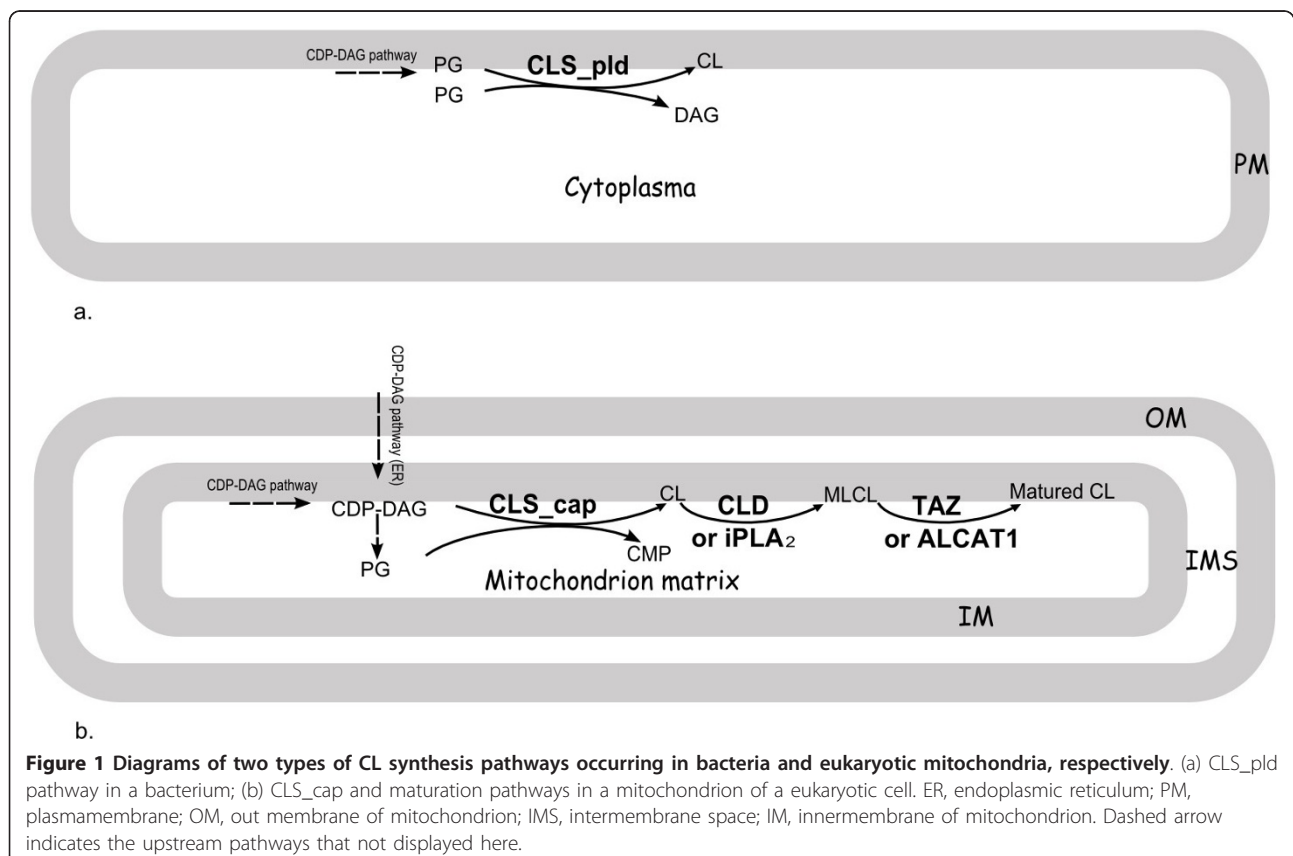 CDP-DAG pathway
PG
CLS_pld
CL
PG
DAG
Cytoplasma
PM
a.
CDP-DAG pathway (ER)
OM
CDP-DAG pathway
CDP-DAG
CLS_cap
CL
CLD
MLCL
TAZ
Matured CL
or iPLA₂
or ALCAT1
PG
CMP
Mitochondrion matrix
IMS
IM
b.
Figure 1 Diagrams of two types of CL synthesis pathways occurring in bacteria and eukaryotic mitochondria, respectively. (a) CLS_pld
pathway in a bacterium; (b) CLS_cap and maturation pathways in a mitochondrion of a eukaryotic cell. ER, endoplasmic reticulum; PM,
plasmamembrane; OM, out membrane of mitochondrion; IMS, intermembrane space; IM, innermembrane of mitochondrion. Dashed arrow
indicates the upstream pathways that not displayed here.